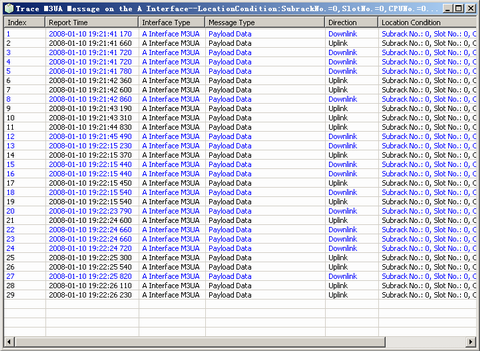 Trace M3UA Message on the A Interface--LocationCondition:SubrackNo.=0,SlotNo.=0,CPUNo.=0...
Index Report Time Interface Type Message Type Direction Location Condition
1 2008-01-10 19:21:41 170 A Interface M3UA Payload Data Downlink Subrack No.: 0, Slot No.: 0, C
2 2008-01-10 19:21:41 660 A Interface M3UA Payload Data Uplink Subrack No.: 0, Slot No.: 0, C
3 2008-01-10 19:21:41 720 A Interface M3UA Payload Data Downlink Subrack No.: 0, Slot No.: 0, C
4 2008-01-10 19:21:41 720 A Interface M3UA Payload Data Downlink Subrack No.: 0, Slot No.: 0, C
5 2008-01-10 19:21:41 780 A Interface M3UA Payload Data Downlink Subrack No.: 0, Slot No.: 0, C
6 2008-01-10 19:21:42 360 A Interface M3UA Payload Data Uplink Subrack No.: 0, Slot No.: 0, C
7 2008-01-10 19:21:42 600 A Interface M3UA Payload Data Uplink Subrack No.: 0, Slot No.: 0, C
8 2008-01-10 19:21:42 860 A Interface M3UA Payload Data Downlink Subrack No.: 0, Slot No.: 0, C
9 2008-01-10 19:21:43 190 A Interface M3UA Payload Data Uplink Subrack No.: 0, Slot No.: 0, C
10 2008-01-10 19:21:43 310 A Interface M3UA Payload Data Uplink Subrack No.: 0, Slot No.: 0, C
11 2008-01-10 19:21:44 830 A Interface M3UA Payload Data Uplink Subrack No.: 0, Slot No.: 0, C
12 2008-01-10 19:21:45 490 A Interface M3UA Payload Data Downlink Subrack No.: 0, Slot No.: 0, C
13 2008-01-10 19:22:15 230 A Interface M3UA Payload Data Downlink Subrack No.: 0, Slot No.: 0, C
14 2008-01-10 19:22:15 370 A Interface M3UA Payload Data Uplink Subrack No.: 0, Slot No.: 0, C
15 2008-01-10 19:22:15 440 A Interface M3UA Payload Data Downlink Subrack No.: 0, Slot No.: 0, C
16 2008-01-10 19:22:15 440 A Interface M3UA Payload Data Downlink Subrack No.: 0, Slot No.: 0, C
17 2008-01-10 19:22:15 450 A Interface M3UA Payload Data Uplink Subrack No.: 0, Slot No.: 0, C
18 2008-01-10 19:22:15 540 A Interface M3UA Payload Data Uplink Subrack No.: 0, Slot No.: 0, C
19 2008-01-10 19:22:15 540 A Interface M3UA Payload Data Uplink Subrack No.: 0, Slot No.: 0, C
20 2008-01-10 19:22:23 790 A Interface M3UA Payload Data Downlink Subrack No.: 0, Slot No.: 0, C
21 2008-01-10 19:22:24 600 A Interface M3UA Payload Data Uplink Subrack No.: 0, Slot No.: 0, C
22 2008-01-10 19:22:24 660 A Interface M3UA Payload Data Downlink Subrack No.: 0, Slot No.: 0, C
23 2008-01-10 19:22:24 660 A Interface M3UA Payload Data Downlink Subrack No.: 0, Slot No.: 0, C
24 2008-01-10 19:22:24 720 A Interface M3UA Payload Data Downlink Subrack No.: 0, Slot No.: 0, C
25 2008-01-10 19:22:25 300 A Interface M3UA Payload Data Uplink Subrack No.: 0, Slot No.: 0, C
26 2008-01-10 19:22:25 540 A Interface M3UA Payload Data Uplink Subrack No.: 0, Slot No.: 0, C
27 2008-01-10 19:22:25 820 A Interface M3UA Payload Data Downlink Subrack No.: 0, Slot No.: 0, C
28 2008-01-10 19:22:26 110 A Interface M3UA Payload Data Uplink Subrack No.: 0, Slot No.: 0, C
29 2008-01-10 19:22:26 230 A Interface M3UA Payload Data Uplink Subrack No.: 0, Slot No.: 0, C